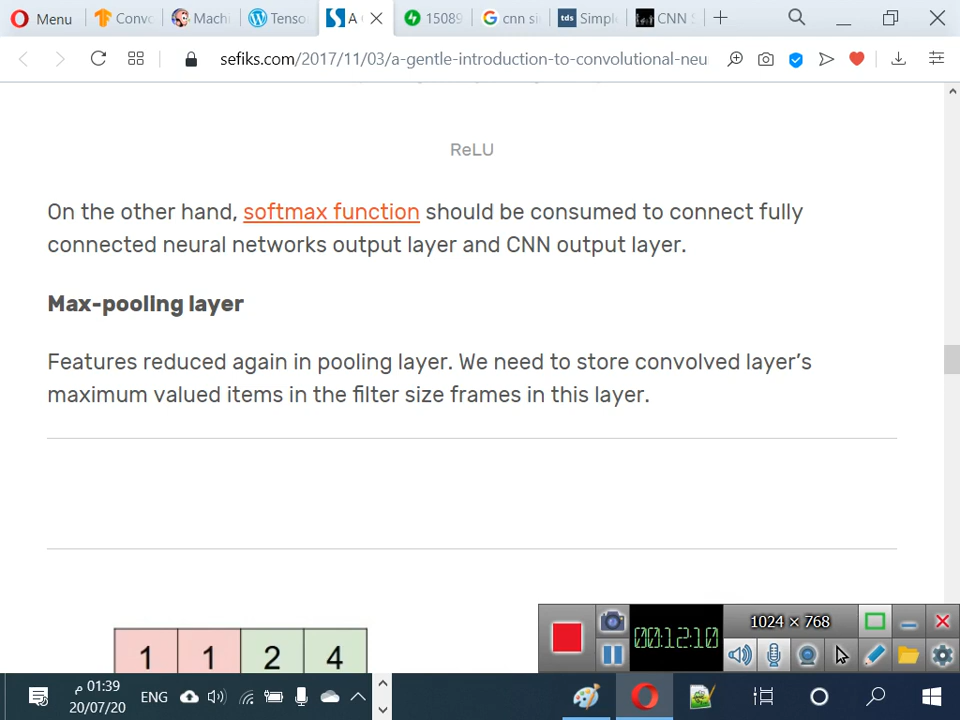 Menu
Convo
Machi
Tenso
A
15089
cnn si
Simpl
CNN S
sefiks.com/2017/11/03/a-gentle-introduction-to-convolutional-neu
ReLU
On the other hand, softmax function should be consumed to connect fully
connected neural networks output layer and CNN output layer.
Max-pooling layer
Features reduced again in pooling layer. We need to store convolved layer’s
maximum valued items in the filter size frames in this layer.
1 1 2 4
1024 × 768
00:12:10
01:39 م
ENG
20/07/20